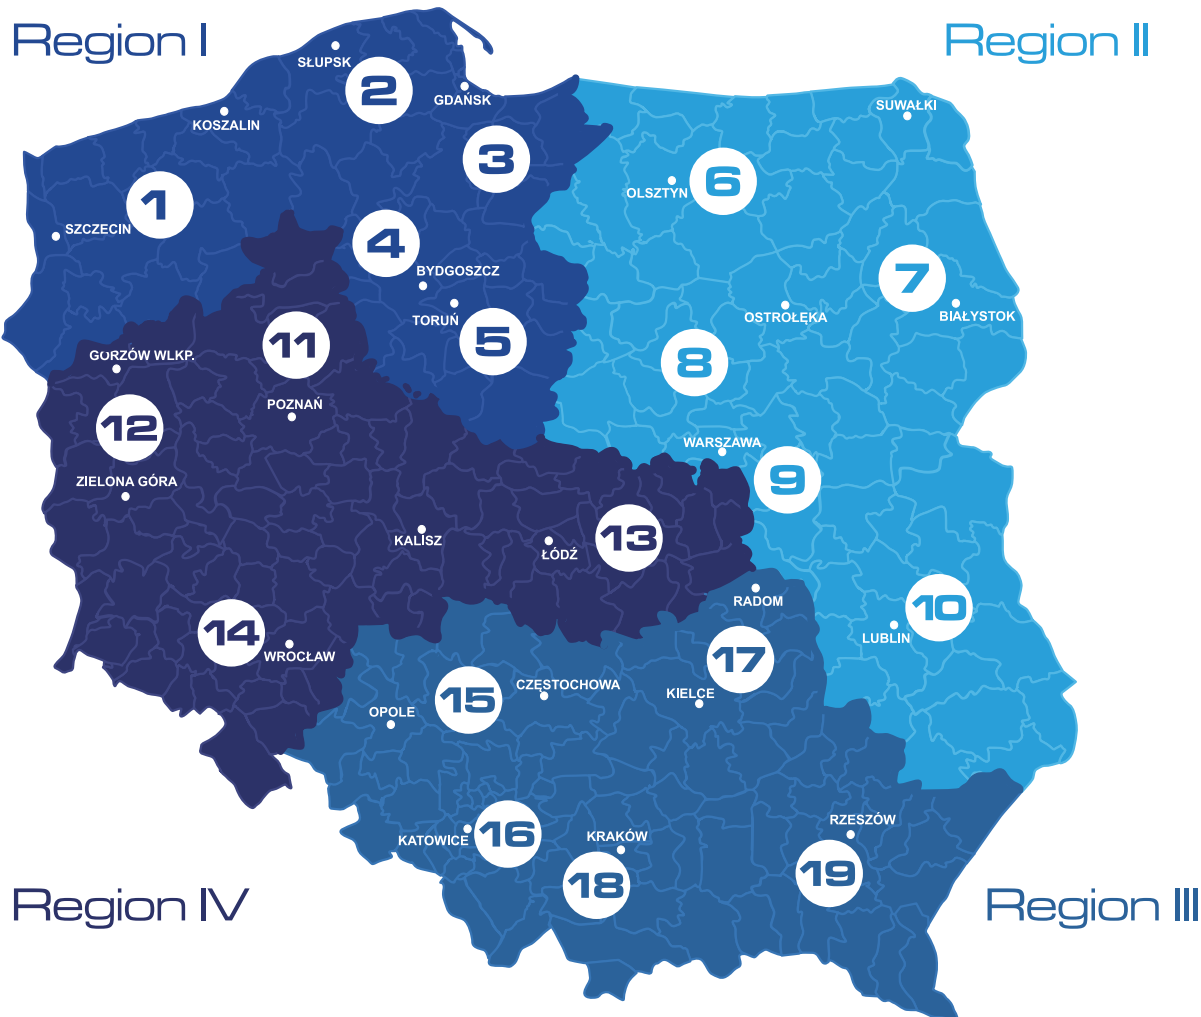 Region I
Region II
SŁUPSK
2
GDAŃSK
SUWAŁKI
KOSZALIN
3
OLSZTYN
6
1
SZCZECIN
4
BYDGOSZCZ
7
TORUŃ
OSTROŁĘKA
BIAŁYSTOK
11
5
8
GORZÓW WLKP.
POZNAŃ
12
WARSZAWA
9
ZIELONA GÓRA
KALISZ
13
ŁÓDŹ
RADOM
10
LUBLIN
14
WROCŁAW
17
15
CZĘSTOCHOWA
KIELCE
OPOLE
RZESZÓW
KATOWICE
16
KRAKÓW
19
18
Region IV
Region III